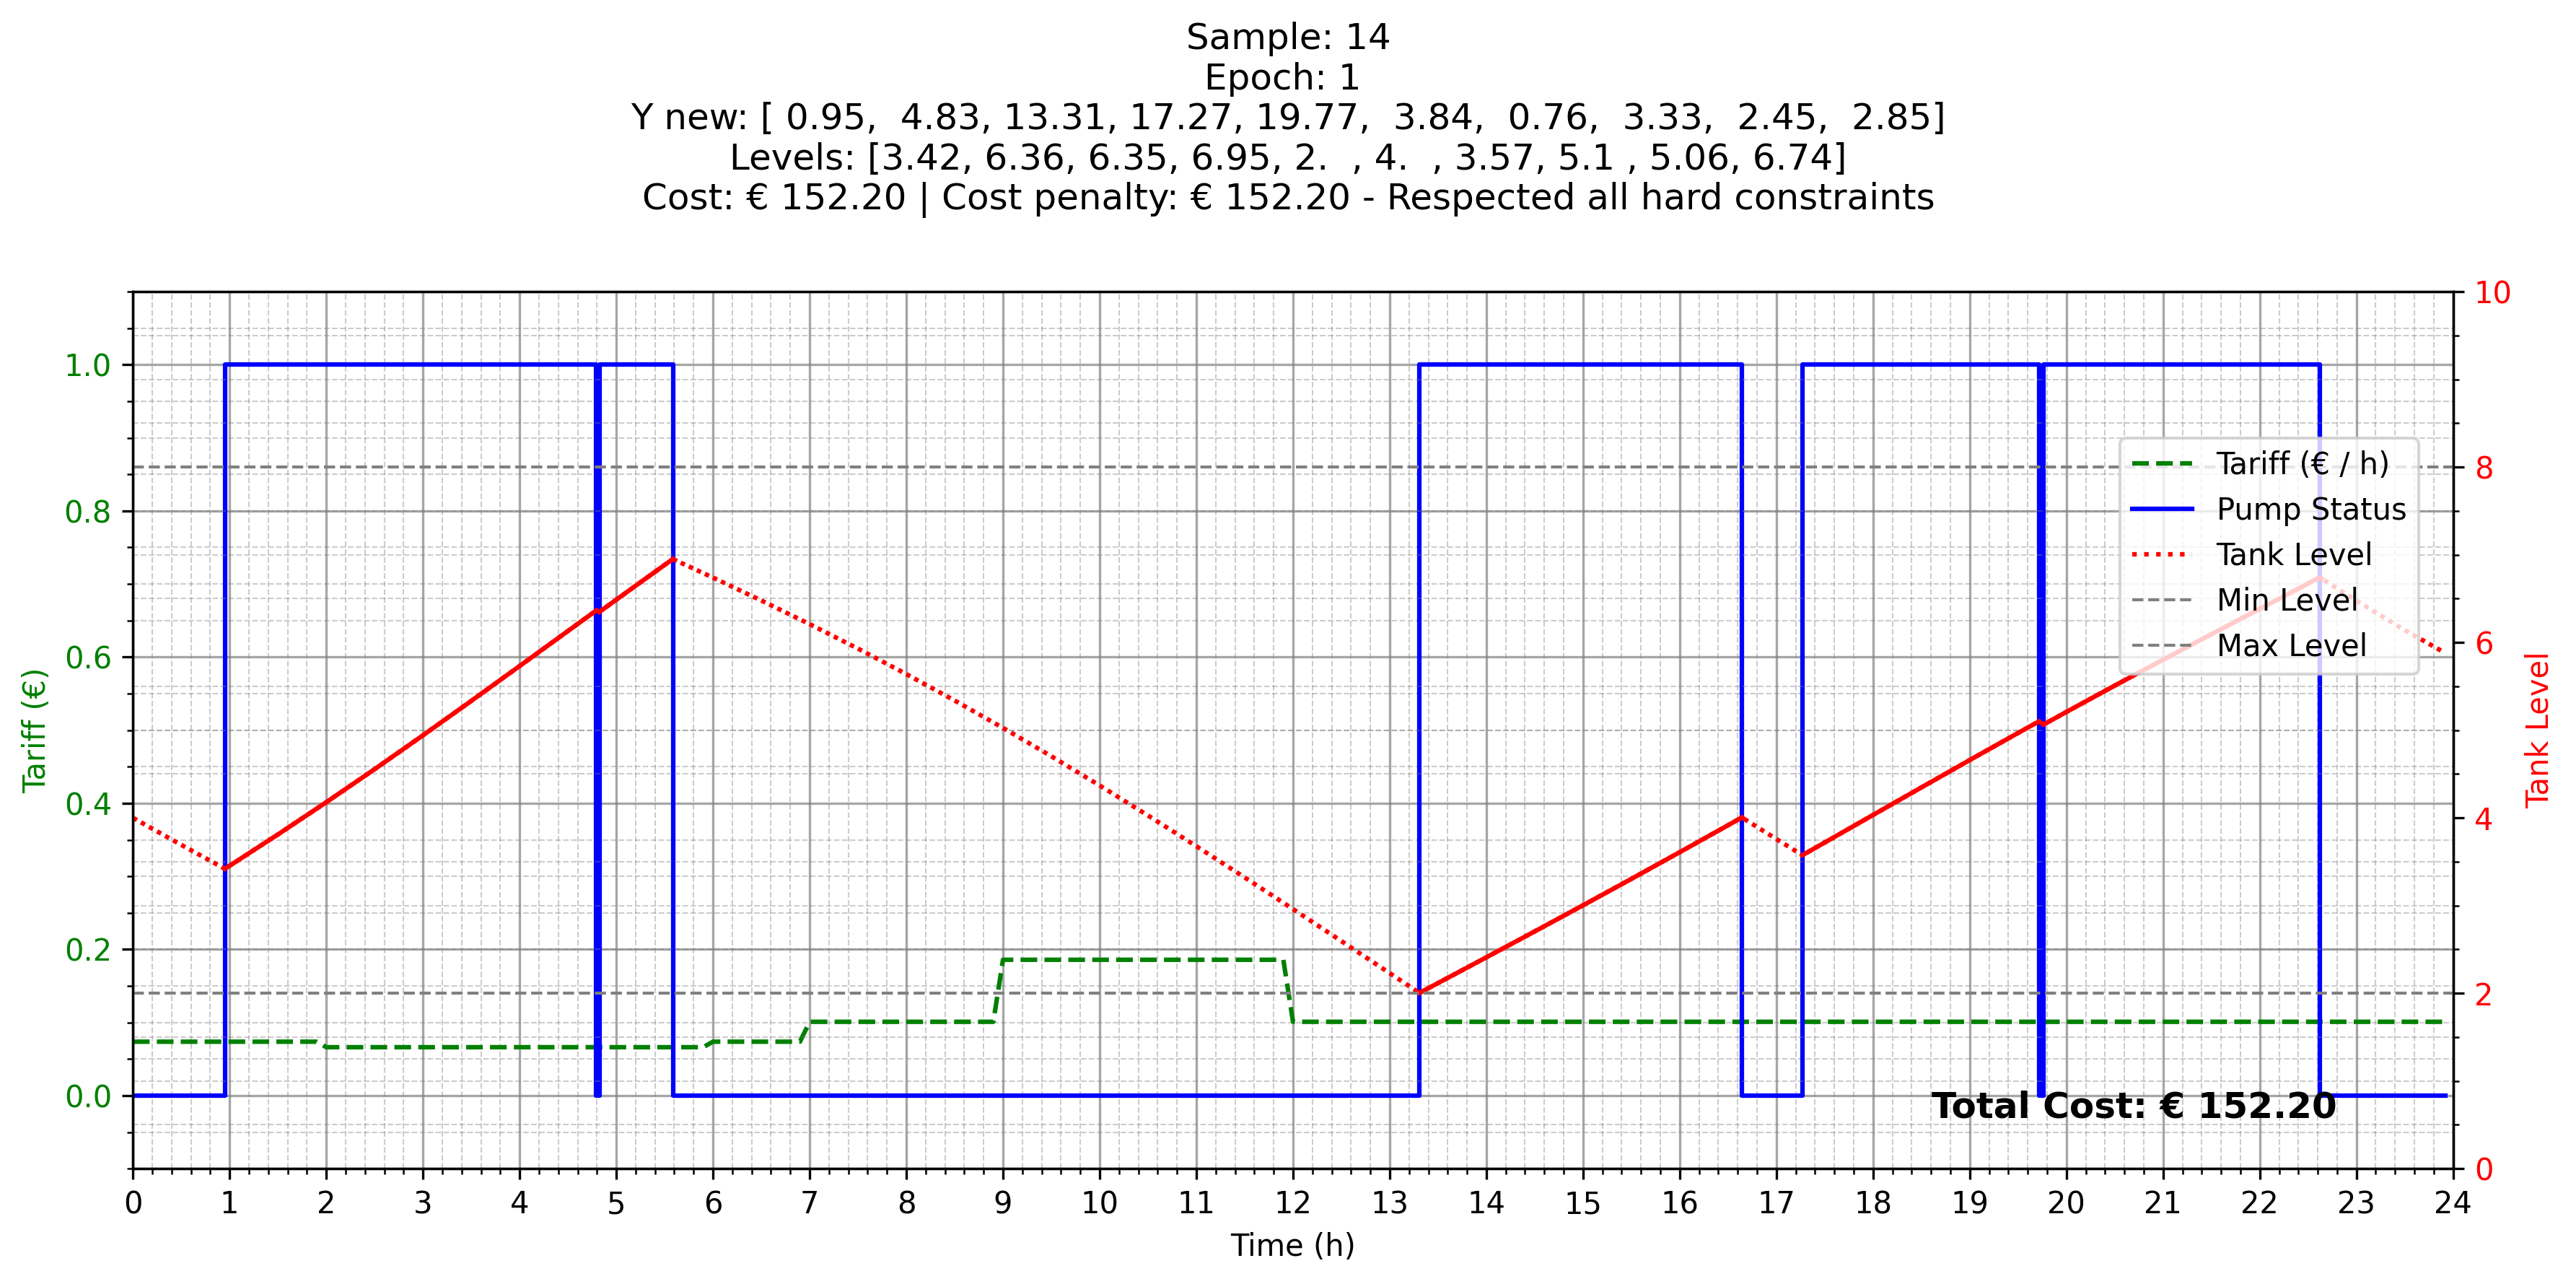 Sample: 14
Epoch: 1
Y new: [ 0.95,  4.83, 13.31, 17.27, 19.77,  3.84,  0.76,  3.33,  2.45,  2.85]
Levels: [3.42, 6.36, 6.35, 6.95, 2.  , 4.  , 3.57, 5.1 , 5.06, 6.74]
Cost: € 152.20 | Cost penalty: € 152.20 - Respected all hard constraints
1.0
0.8
0.6
0.4
0.2
0.0
Tariff (€)
10
8
6
4
2
0
Tank Level
Tariff (€ / h)
Pump Status
Tank Level
Min Level
Max Level
Total Cost: € 152.20
0 1 2 3 4 5 6 7 8 9 10 11 12 13 14 15 16 17 18 19 20 21 22 23 24
Time (h)